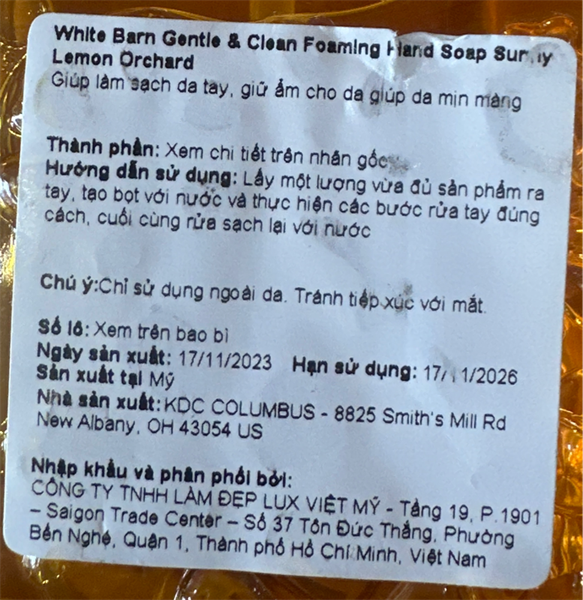 White Barn Gentle & Clean Foaming Hand Soap
Lemon Orchard
Giúp làm sạch da tay, giữ ẩm cho da giúp da mịn màng
Thành phần: Xem chi tiết trên nhãn gốc
Hướng dẫn sử dụng: Lấy một lượng vừa đủ sản phẩm ra
tay, tạo bọt với nước và thực hiện các bước rửa tay đúng
cách, cuối cùng rửa sạch lại với nước
Chú ý:Chỉ sử dụng ngoài da. Tránh tiếp xúc với mắt.
Số lô: Xem trên bao bì
Ngày sản xuất: 17/11/2023 Hạn sử dụng:
Sản xuất tại Mỹ
Nhà sản xuất: KDC COLUMBUS - 8825 Smith's Mill Rd
New Albany, OH 43054 US
Nhập khẩu và phân phối bởi:
CÔNG TY TNHH LÀM ĐẸP LUX VIỆT MỸ - Tầng 19, P.1901
– Saigon Trade Center – Số 37 Tôn Đức Thắng, Phường
Bến Nghé, Quận 1, Thành phố Hồ Chí Minh, Việt Nam